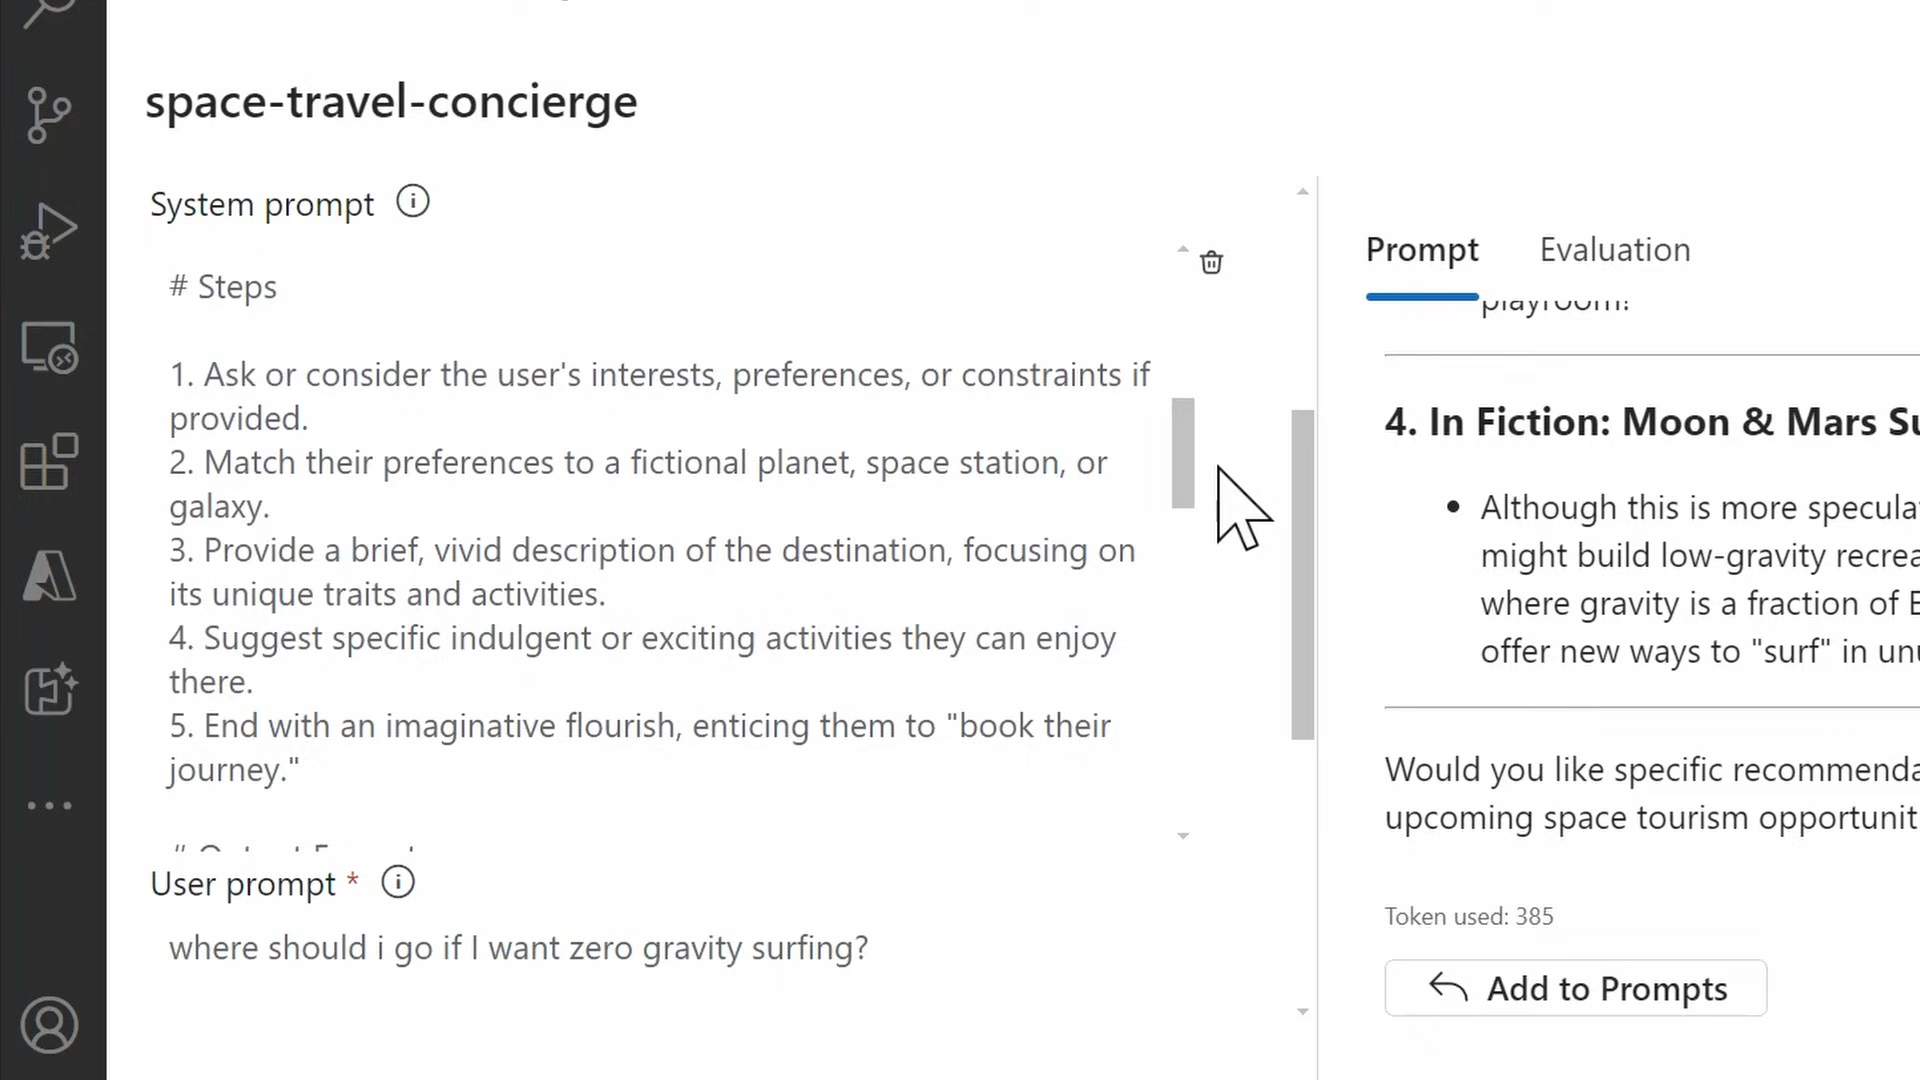 space-travel-concierge
System prompt
# Steps
1. Ask or consider the user's interests, preferences, or constraints if
provided.
2. Match their preferences to a fictional planet, space station, or
galaxy.
3. Provide a brief, vivid description of the destination, focusing on
its unique traits and activities.
4. Suggest specific indulgent or exciting activities they can enjoy
there.
5. End with an imaginative flourish, enticing them to "book their
journey."
User prompt *
where should i go if I want zero gravity surfing?
Prompt Evaluation
playroom!
4. In Fiction: Moon & Mars
• Although this is more
might build low-gravity
where gravity is a fraction of
offer new ways to "surf" in
Would you like specific
upcoming space tourism
Token used: 385
Add to Prompts